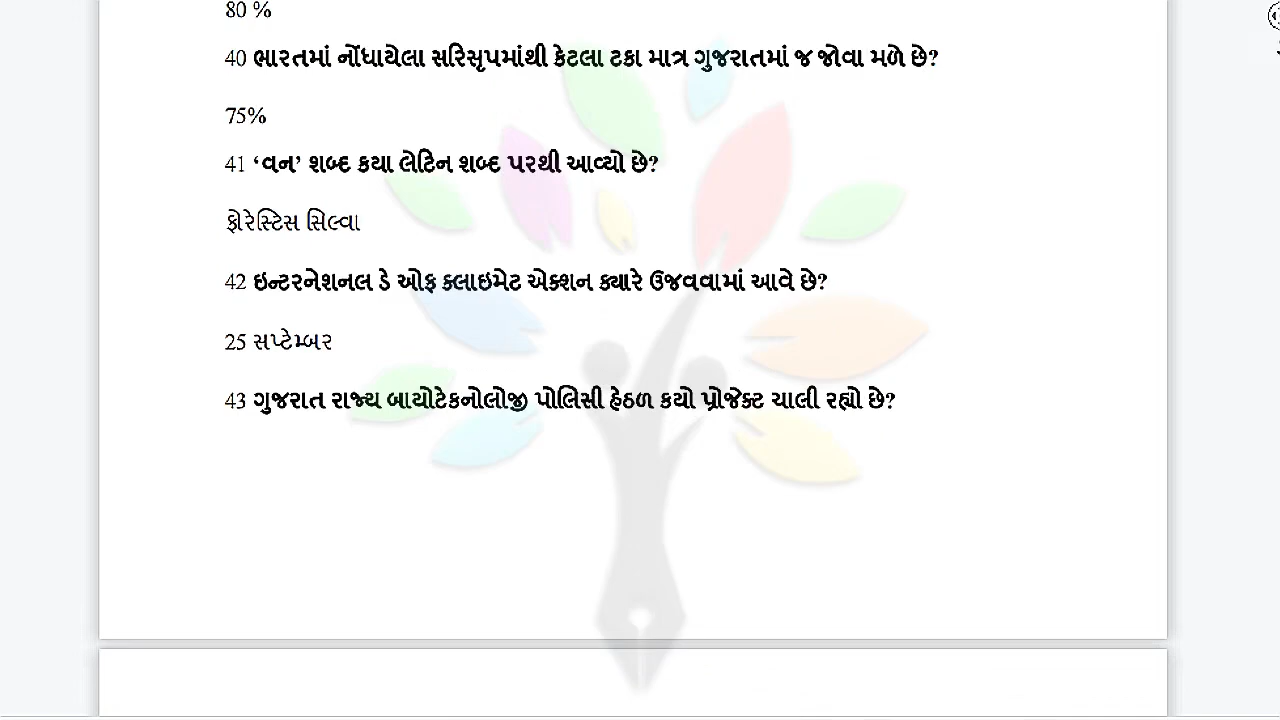 80 %
40 ભારતમાં નોંધાયેલા સરિસૃપમાંથી કેટલા ટકા માત્ર ગુજરાતમાં જ જોવા મળે છે?
75%
41 ‘વન’ શબ્દ કયા લેટિન શબ્દ પરથી આવ્યો છે?
ફોરેસ્ટિસ સિલ્વા
42 ઇન્ટરનેશનલ ડે ઓફ ક્લાઇમેટ એક્શન ક્યારે ઉજવવામાં આવે છે?
25 સપ્ટેમ્બર
43 ગુજરાત રાજ્ય બાયોટેકનોલોજી પોલિસી હેઠળ કયો પ્રોજેક્ટ ચાલી રહ્યો છે?